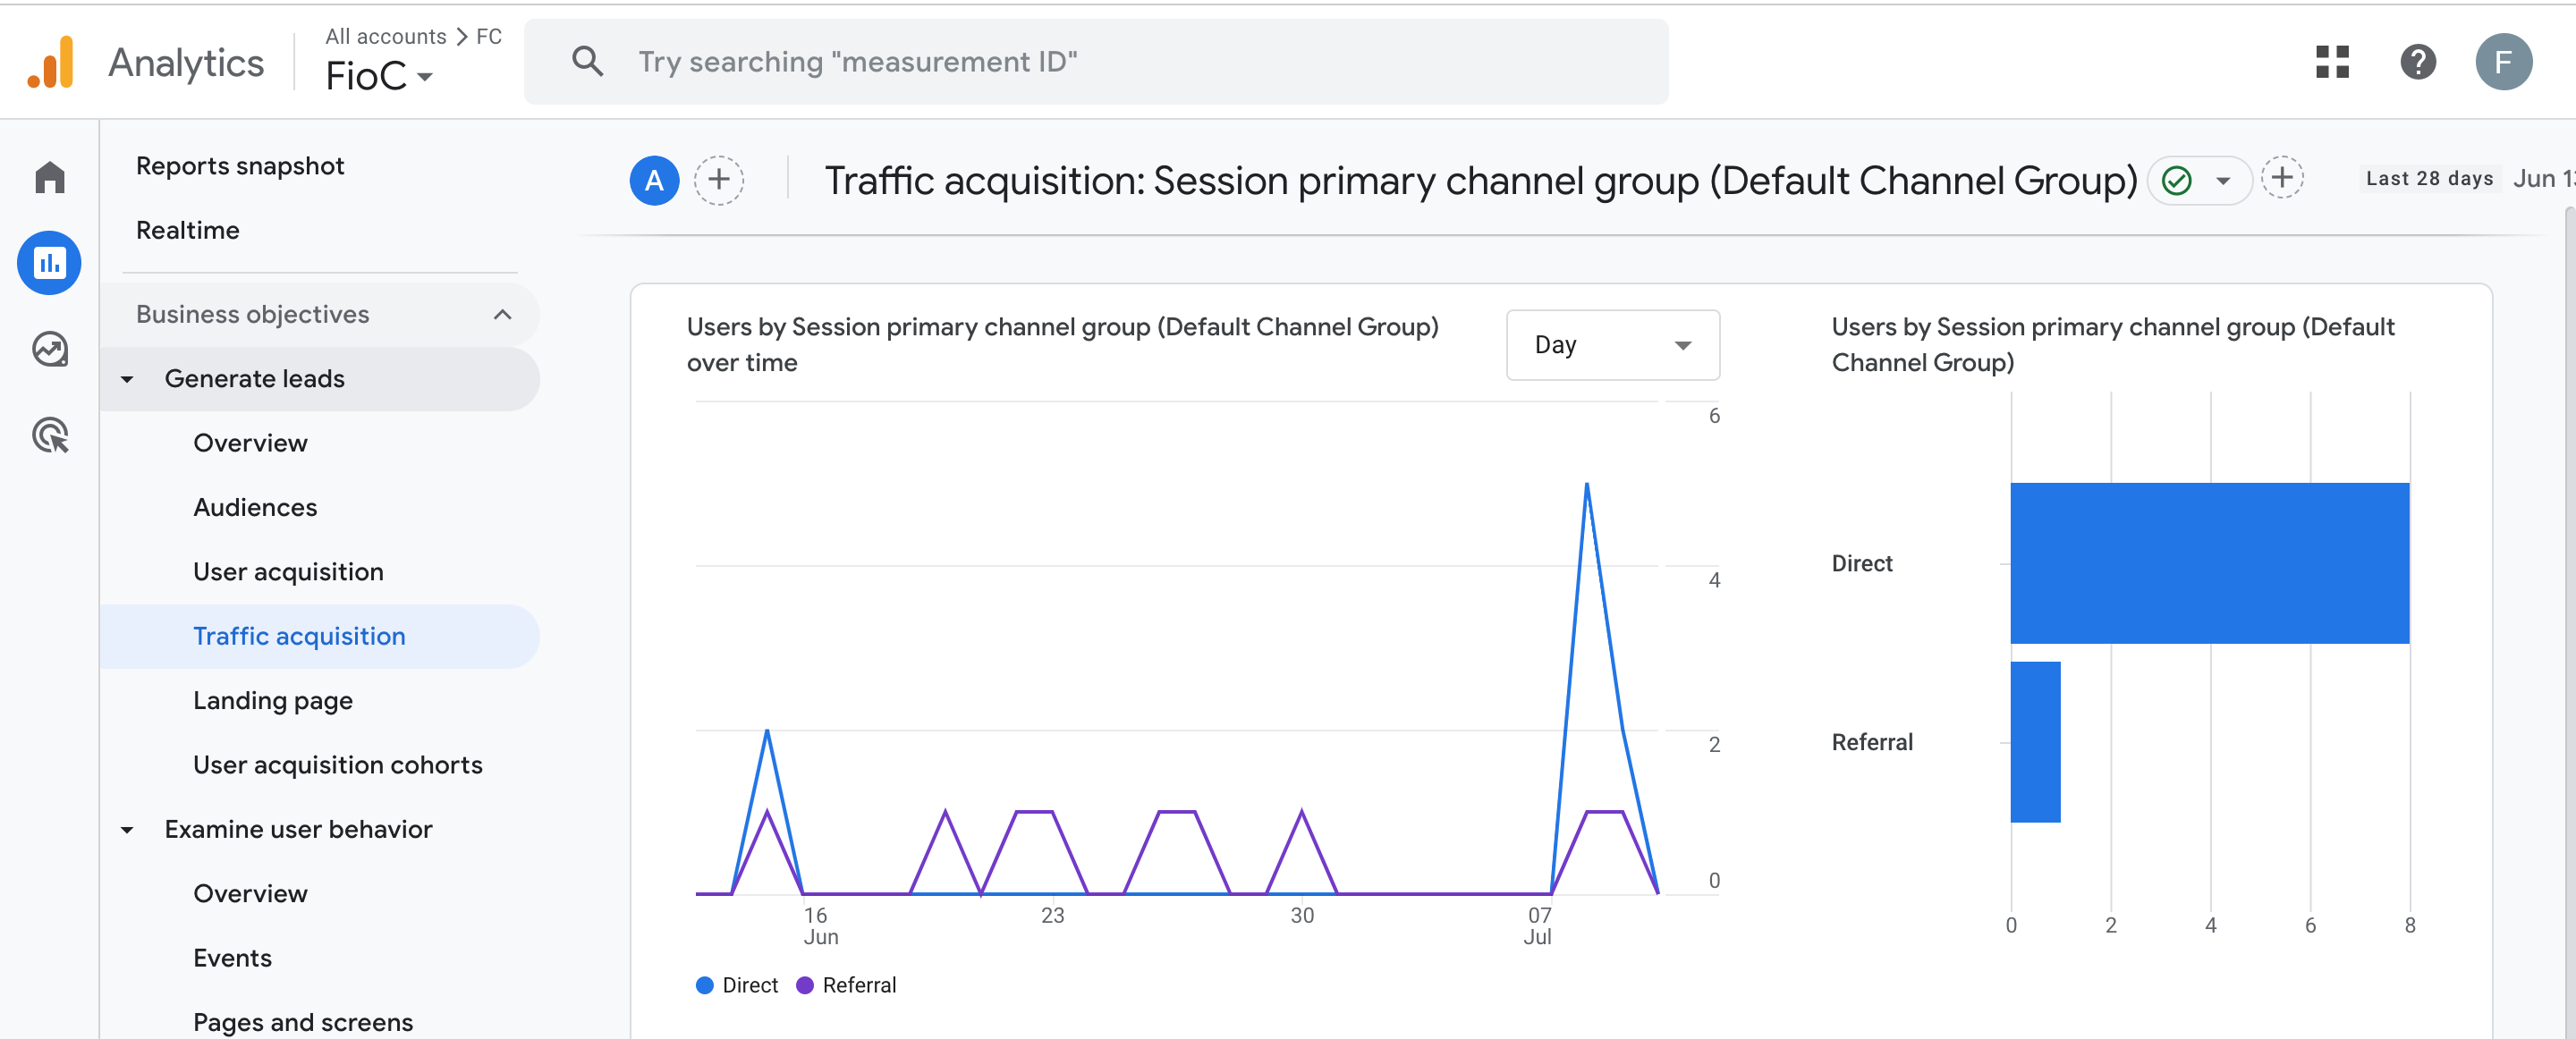 Analytics
All accounts > FC
FioC
Try searching "measurement ID"
F
Reports snapshot
Realtime
Business objectives
Generate leads
Overview
Audiences
User acquisition
Traffic acquisition
Landing page
User acquisition cohorts
Examine user behavior
Overview
Events
Pages and screens
A
Traffic acquisition: Session primary channel group (Default Channel Group)
Last 28 days
Jun
Users by Session primary channel group (Default Channel Group)
over time
Day
6
4
2
0
16
Jun
23
30
07
Jul
Direct
Referral
Users by Session primary channel group (Default
Channel Group)
Direct
Referral
0 2 4 6 8